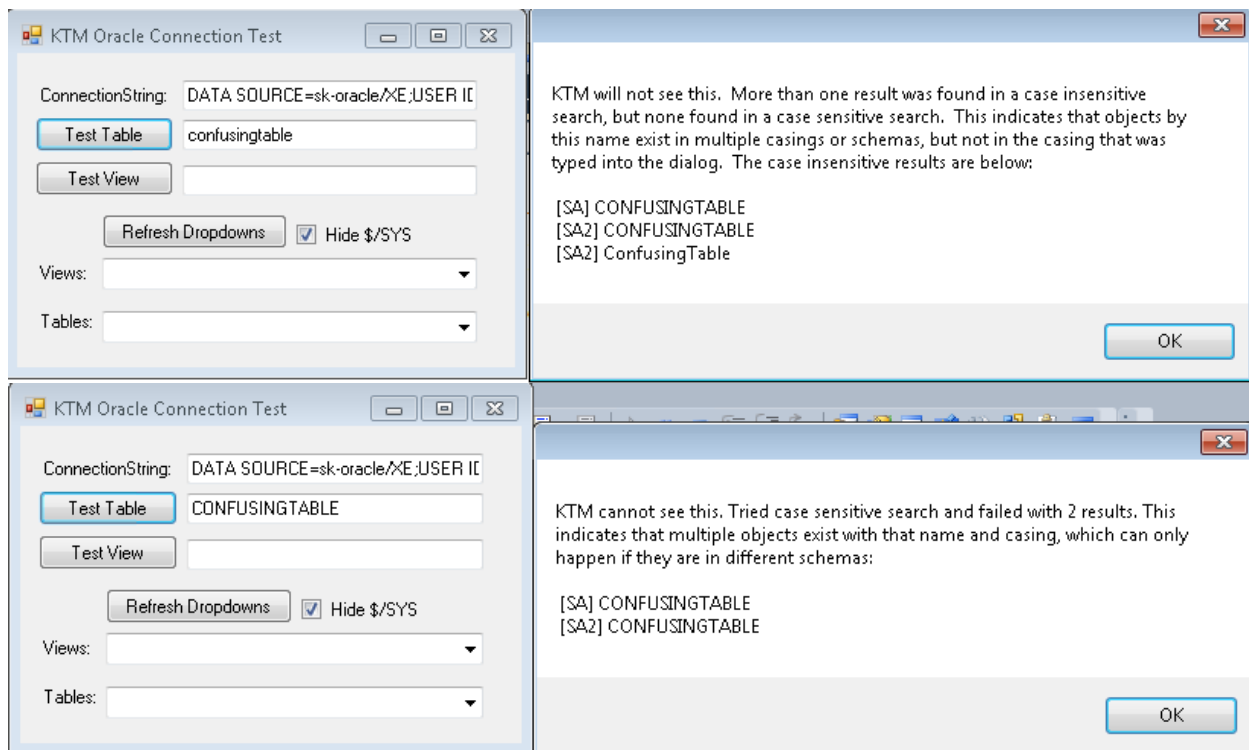 KTM Oracle Connection Test
ConnectionString: DATA SOURCE=sk-oracle/XE;USER ID
Test Table confusingtable
Test View
Refresh Dropdowns Hide $/SYS
Views:
Tables:
KTM will not see this. More than one result was found in a case insensitive
search, but none found in a case sensitive search. This indicates that objects by
this name exist in multiple casings or schemas, but not in the casing that was
typed into the dialog. The case insensitive results are below:
[SA] CONFUSINGTABLE
[SA2] CONFUSINGTABLE
[SA2] ConfusingTable
OK
KTM Oracle Connection Test
ConnectionString: DATA SOURCE=sk-oracle/XE;USER ID
Test Table CONFUSINGTABLE
Test View
Refresh Dropdowns Hide $/SYS
Views:
Tables:
KTM cannot see this. Tried case sensitive search and failed with 2 results. This
indicates that multiple objects exist with that name and casing, which can only
happen if they are in different schemas:
[SA] CONFUSINGTABLE
[SA2] CONFUSINGTABLE
OK